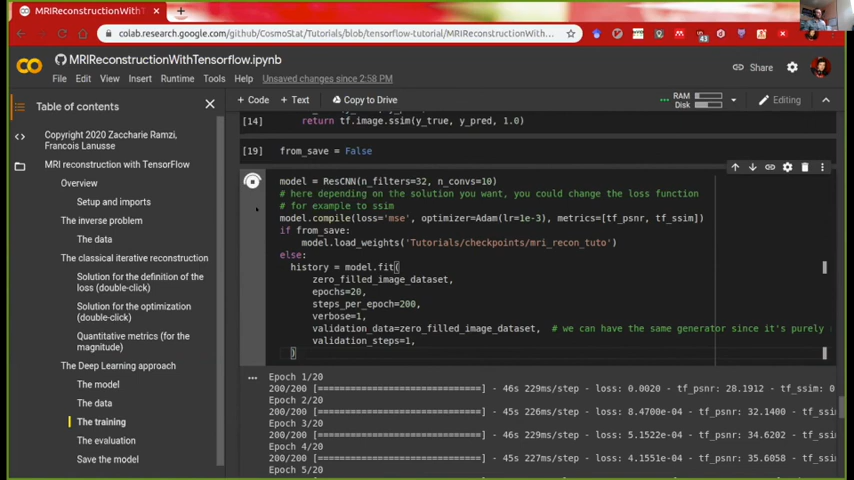 MRIReconstructionWithT
colab.research.google.com/github/CosmoStat/Tutorials/blob/tensorflow-tutorial/MRIReconstructionWithT...
43
MRIReconstructionWithTensorflow.ipynb
File Edit View Insert Runtime Tools Help Unsaved changes since 2:58 PM
Share
Table of contents
+ Code + Text Copy to Drive
RAM
Disk
Editing
Copyright 2020 Zaccharie Ramzi,
Francois Lanusse
MRI reconstruction with TensorFlow
Overview
Setup and imports
The inverse problem
The data
The classical iterative reconstruction
Solution for the definition of the
loss (double-click)
Solution for the optimization
(double-click)
Quantitative metrics (for the
magnitude)
The Deep Learning approach
The model
The data
The training
The evaluation
Save the model
[14] return tf.image.ssim(y_true, y_pred, 1.0)
[19] from_save = False
model = ResCNN(n_filters=32, n_convs=10)
# here depending on the solution you want, you could change the loss function
# for example to ssim
model.compile(loss='mse', optimizer=Adam(lr=1e-3), metrics=[tf_psnr, tf_ssim])
if from_save:
model.load_weights('Tutorials/checkpoints/mri_recon_tuto')
else:
history = model.fit(
zero_filled_image_dataset,
epochs=20,
steps_per_epoch=200,
verbose=1,
validation_data=zero_filled_image_dataset, # we can have the same generator since it's purely
validation_steps=1,
)
Epoch 1/20
200/200 [==============================] - 46s 229ms/step - loss: 0.0020 - tf_psnr: 28.1912 - tf_ssim: 0
Epoch 2/20
200/200 [==============================] - 45s 226ms/step - loss: 8.4700e-04 - tf_psnr: 32.1400 - tf_ssi
Epoch 3/20
200/200 [==============================] - 46s 229ms/step - loss: 5.1522e-04 - tf_psnr: 34.6202 - tf_ssi
Epoch 4/20
200/200 [==============================] - 45s 227ms/step - loss: 4.1551e-04 - tf_psnr: 35.6058 - tf_ssi
Epoch 5/20